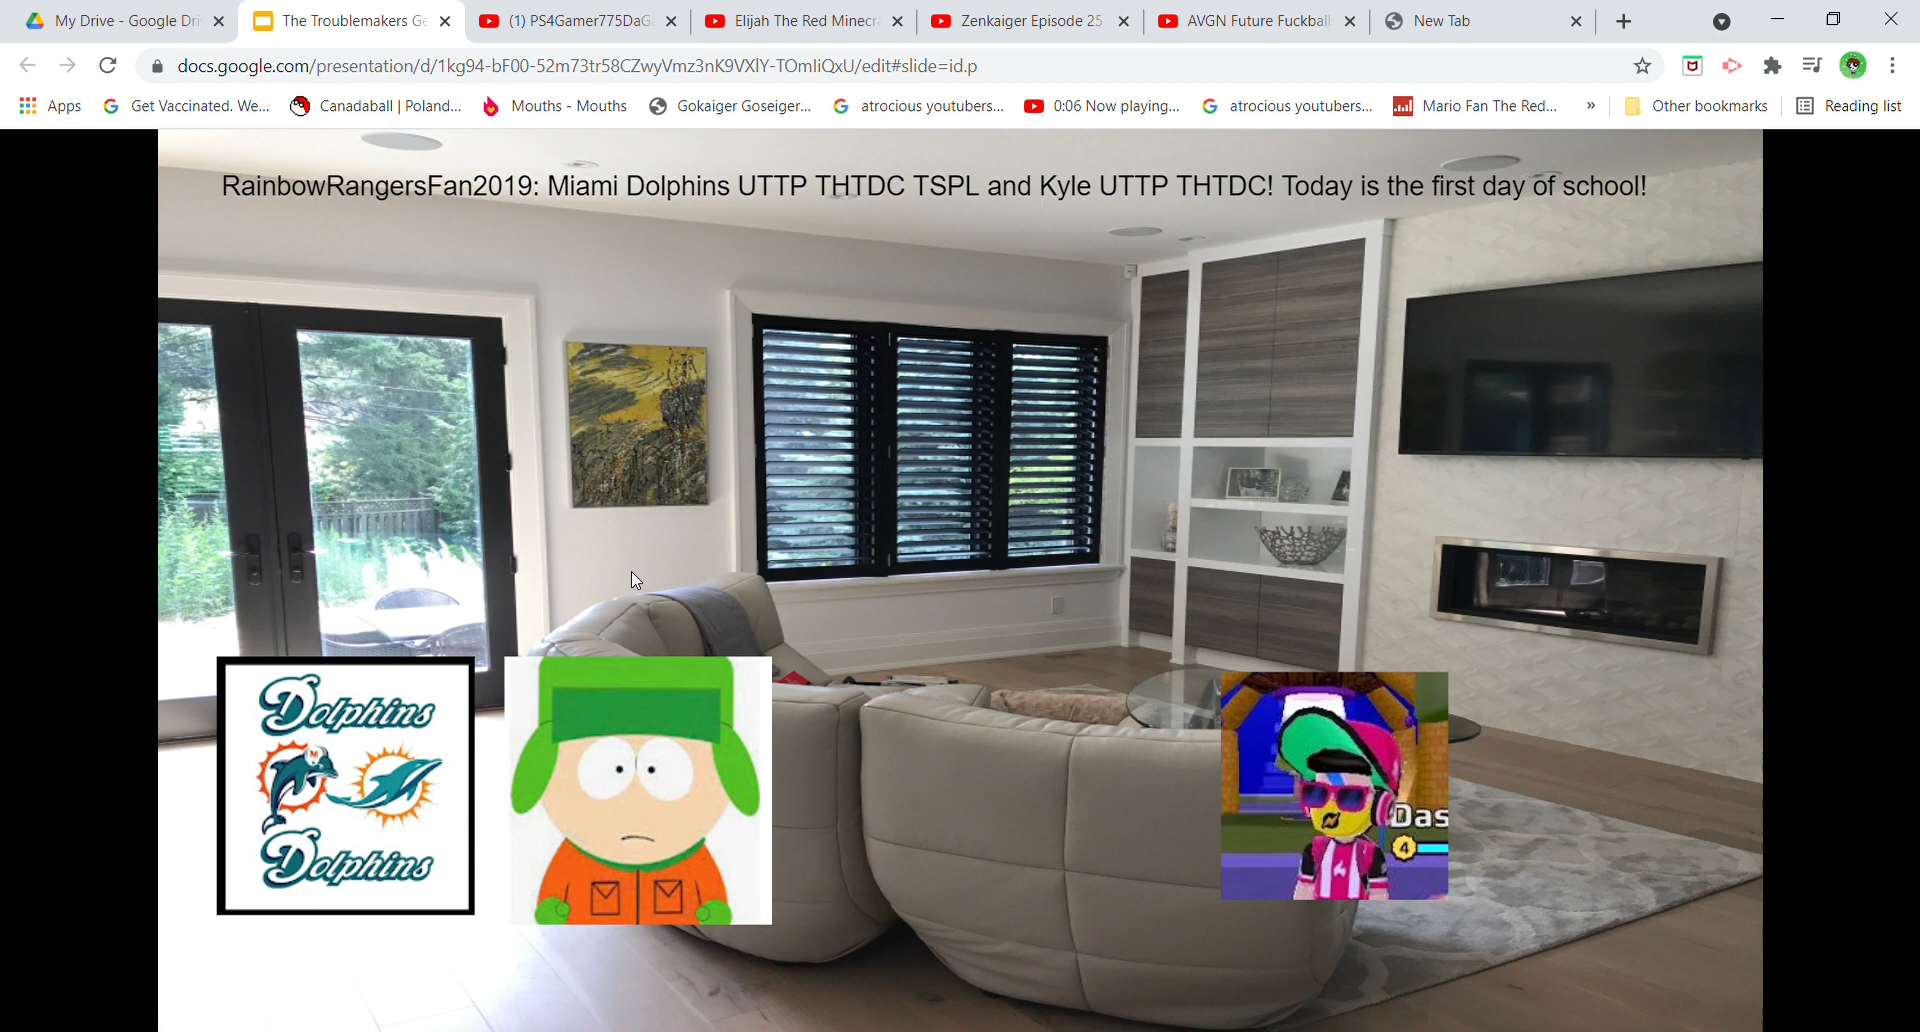 My Drive - Google Dri
The Troublemakers Ge
(1) PS4Gamer775DaGa
Elijah The Red Minecra
Zenkaiger Episode 25
AVGN Future Fuckball
New Tab
docs.google.com/presentation/d/1kg94-bF00-52m73tr58CZwyVmz3nK9VXlY-TOmIiQxU/edit#slide=id.p
Apps
Get Vaccinated. We...
Canadaball | Poland...
Mouths - Mouths
Gokaiger Goseiger...
atrocious youtubers...
0:06 Now playing...
atrocious youtubers...
Mario Fan The Red...
»
Other bookmarks
Reading list
RainbowRangersFan2019: Miami Dolphins UTTP THTDC TSPL and Kyle UTTP THTDC! Today is the first day of school!
Dolphins
M
Dolphins
Das
4